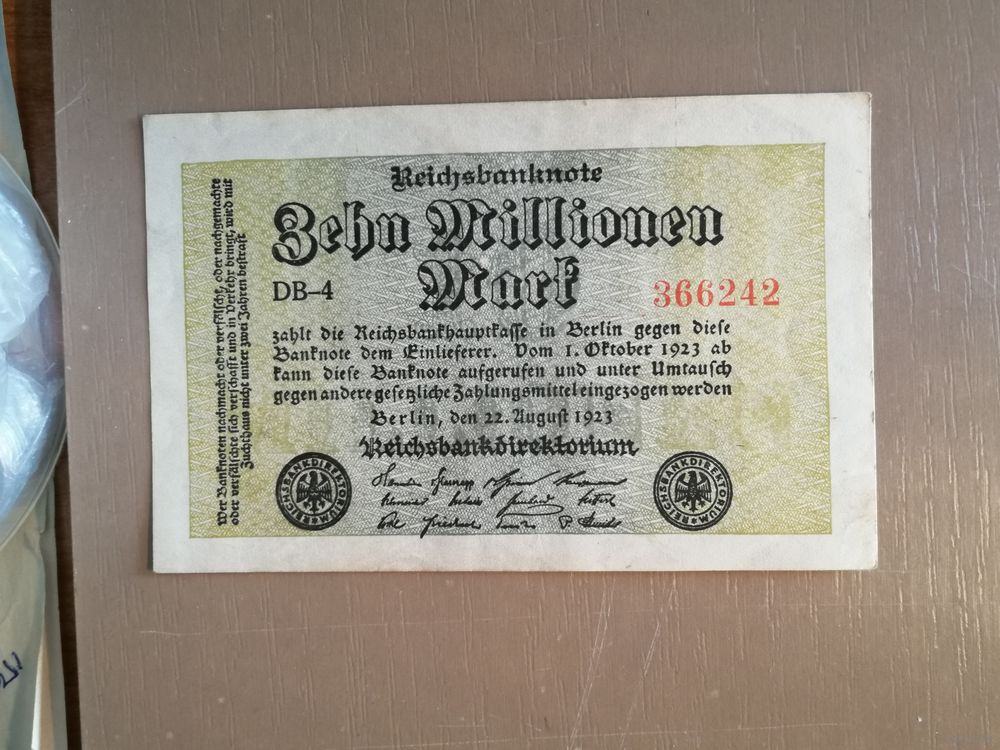 Reichsbanknote
Zehn Millionen
Mark
DB-4
366242
zahlt die Reichsbankhauptkasse in Berlin gegen diese
Banknote dem Einlieferer. Vom 1. Oktober 1923 ab
kann diese Banknote aufgerufen und unter Umtausch
gegen andere gesetzliche Zahlungsmittel eingezogen werden
Berlin, den 22. August 1923
Reichsbankdirektorium
REICHSBANKDIREKTORIUM
REICHSBANKDIREKTORIUM
Wer Banknoten nachmacht oder verfälscht, oder nachgemachte
oder verfälschte sich verschafft und in Verkehr bringt, wird mit
Zuchthaus nicht unter zwei Jahren bestraft